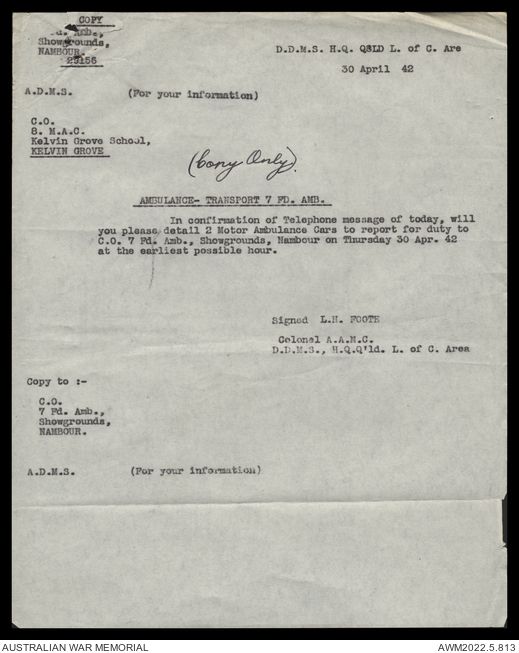 COPY
Fd. Amb.,
Showgrounds,
NAMBOUR.
29156
D.D.M.S. H.Q. QSLD L. of C. Are
30 April 42
A.D.M.S. (For your information)
C.O.
8. M.A.C.
Kelvin Grove School,
KELVIN GROVE
(Copy Only).
AMBULANCE- TRANSPORT 7 FD. AMB.
In confirmation of Telephone message of today, will
you please detail 2 Motor Ambulance Cars to report for duty to
C.O. 7 Fd. Amb., Showgrounds, Nambour on Thursday 30 Apr. 42
at the earliest possible hour.
Signed L.H. FOOTE
Colonel A.A.M.C.
D.D.M.S., H.Q.Q'ld. L. of C. Area
Copy to :-
C.O.
7 Fd. Amb.,
Showgrounds,
NAMBOUR.
A.D.M.S. (For your information)
AUSTRALIAN WAR MEMORIAL
AWM2022.5.813